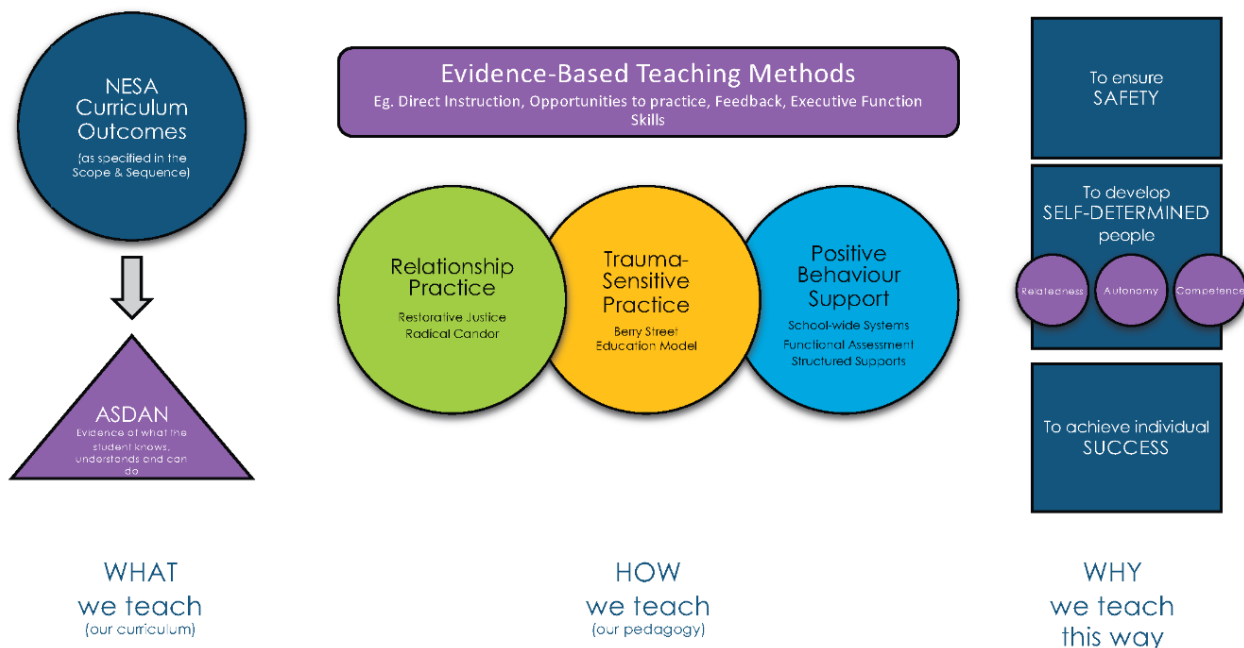 NESA
Curriculum
Outcomes
(as specified in the
Scope & Sequence)
ASDAN
Evidence of what the
student knows,
understands and can
do
WHAT
we teach
(our curriculum)
Evidence-Based Teaching Methods
Eg. Direct Instruction, Opportunities to practice, Feedback, Executive Function
Skills
Relationship
Practice
Restorative Justice
Radical Candor
Trauma-
Sensitive
Practice
Berry Street
Education Model
Positive
Behaviour
Support
School-wide Systems
Functional Assessment
Structured Supports
HOW
we teach
(our pedagogy)
To ensure
SAFETY
To develop
SELF-DETERMINED
people
Relatedness
Autonomy
Competence
To achieve individual
SUCCESS
WHY
we teach
this way